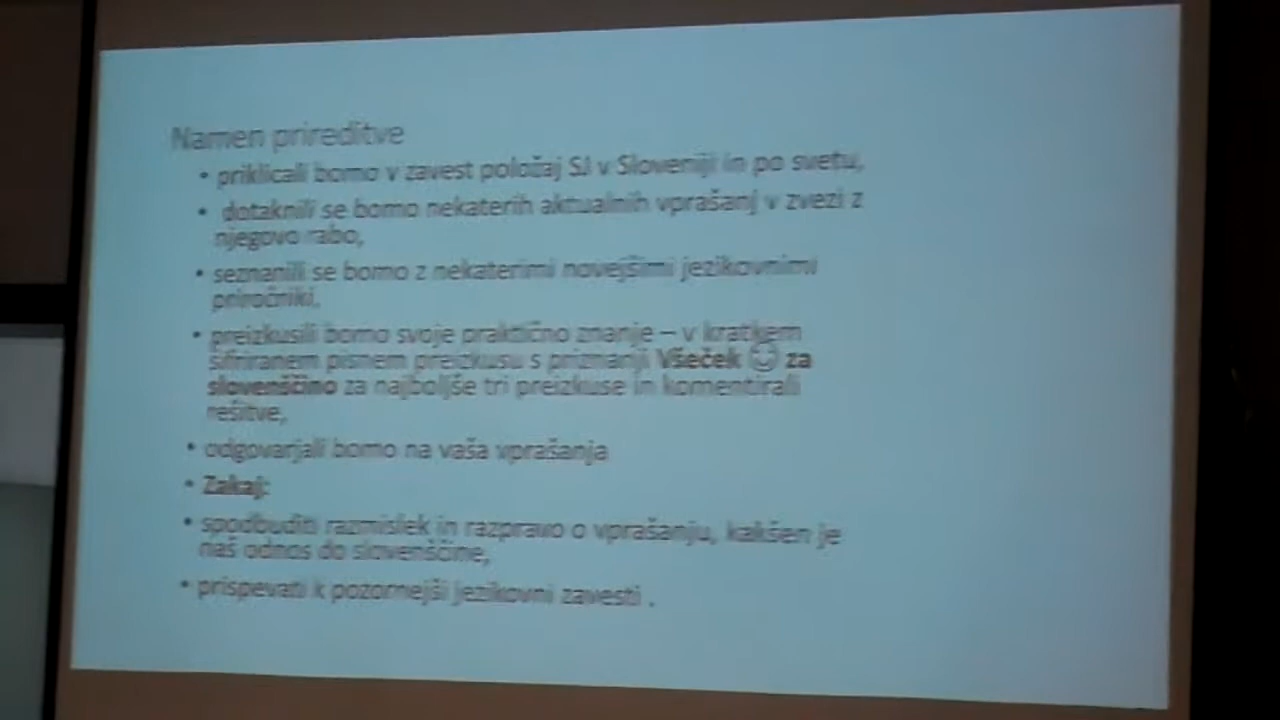 Namen prireditve
• priklicali bomo v zavest položaj SJ v Sloveniji in po svetu,
• dotaknili se bomo nekaterih aktualnih vprašanj v zvezi z
njegovo rabo,
• seznanili se bomo z nekaterimi novejšimi jezikovnimi
priročniki,
• preizkusili bomo svoje praktično znanje – v kratkem
šifriranem pisnem preizkusu s priznanji Všeček ☺ za
slovenščino za najboljše tri preizkuse in komentirali
rešitve,
• odgovarjali bomo na vaša vprašanja
• Zakaj:
• spodbuditi razmislek in razpravo o vprašanju, kakšen je
naš odnos do slovenščine,
• prispevati k pozornejši jezikovni zavesti .